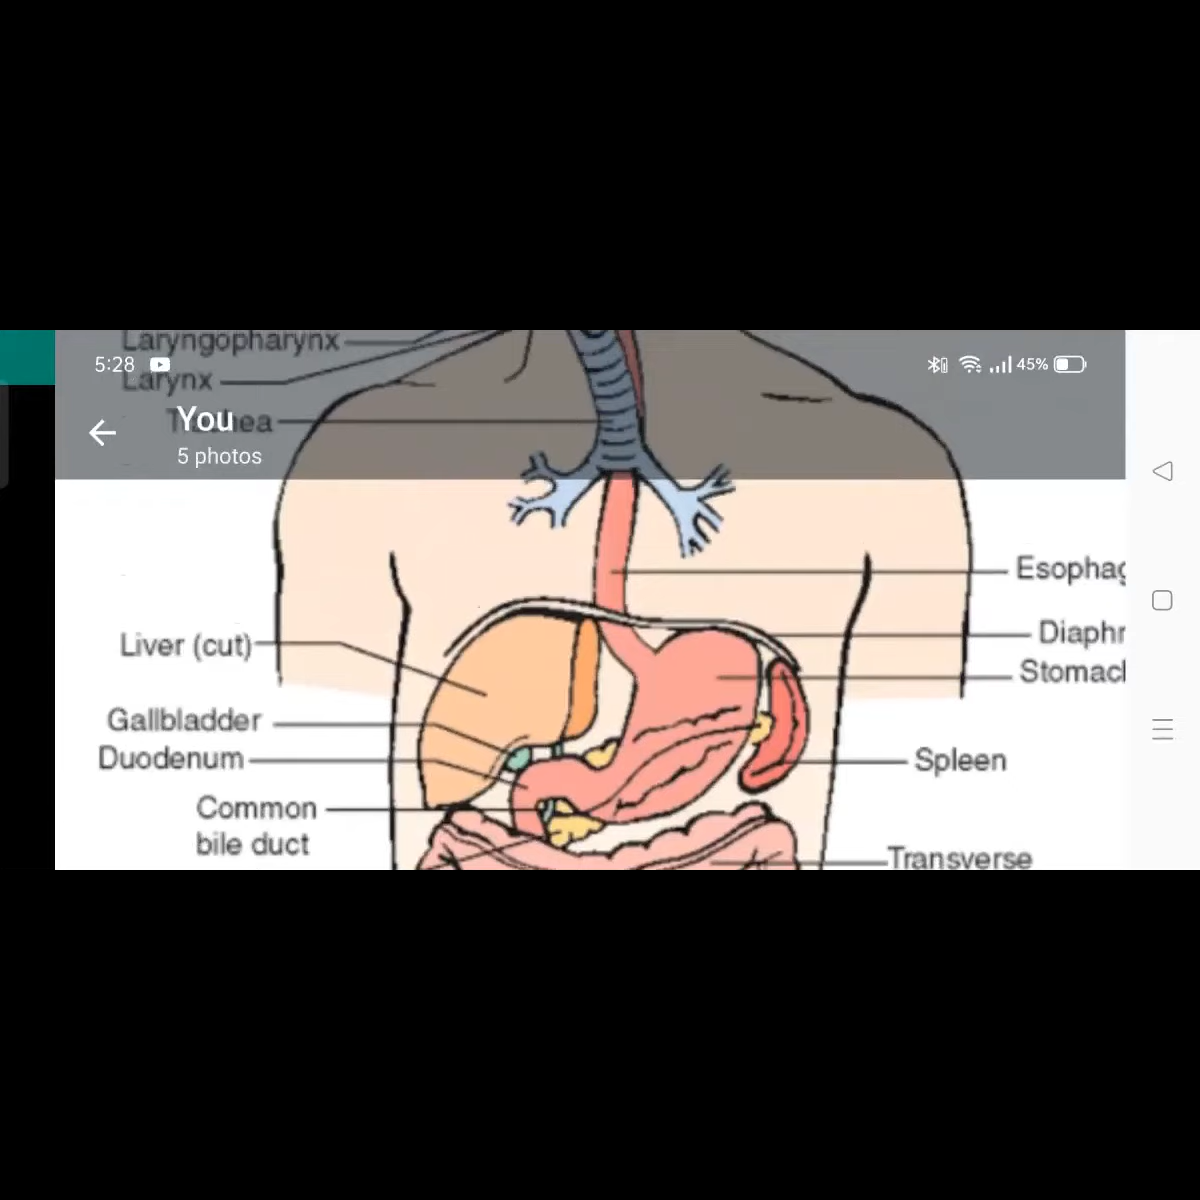 Laryngopharynx
5:28
45%
Larynx
You
5 photos
Esophag
Liver (cut)
Diaphr
Stomacl
Gallbladder
Duodenum
Spleen
Common
bile duct
Transverse